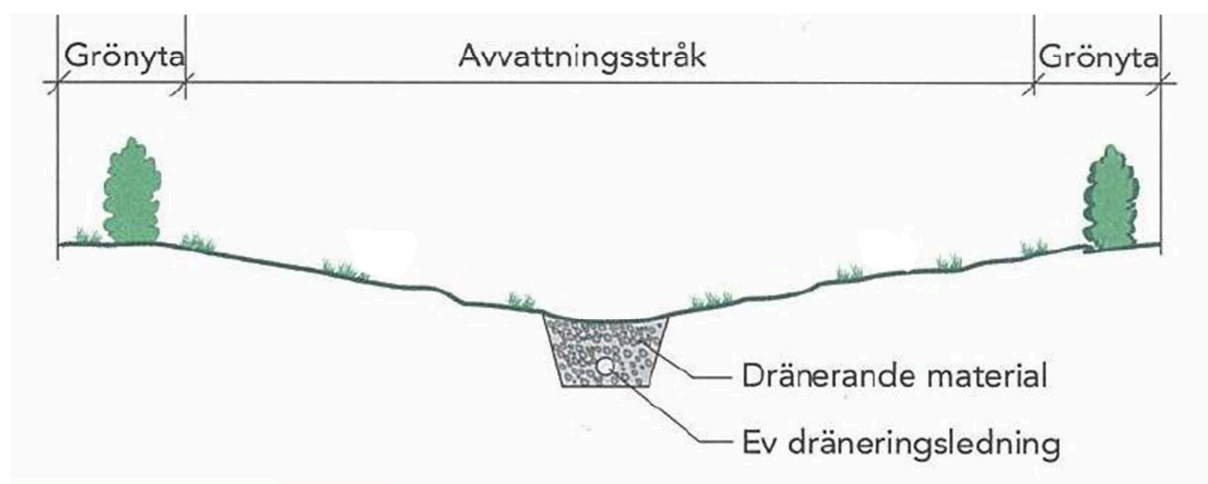 Grönyta
Avvattningsstråk
Grönyta
Dränerande material
Ev dräneringsledning